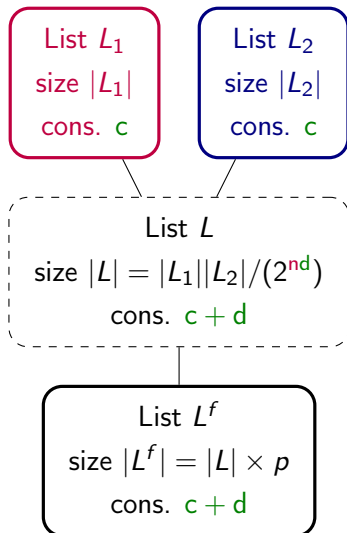 List L₁
size |L₁|
cons. c
List L₂
size |L₂|
cons. c
List L
size |L| = |L₁||L₂|/(2ⁿᵈ)
cons. c + d
List Lᶠ
size |Lᶠ| = |L| × p
cons. c + d